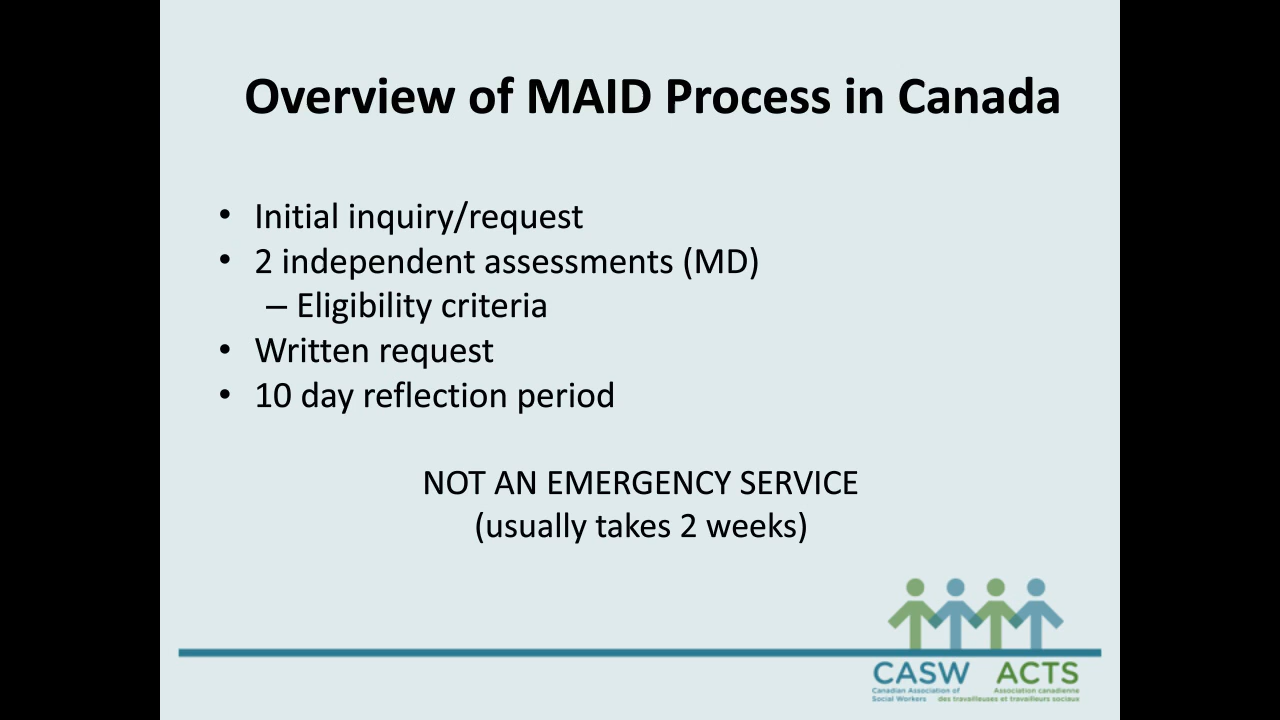 Overview of MAID Process in Canada
• Initial inquiry/request
• 2 independent assessments (MD)
– Eligibility criteria
• Written request
• 10 day reflection period
NOT AN EMERGENCY SERVICE
(usually takes 2 weeks)
CASW ACTS
Canadian Association of Association canadienne
Social Workers des travailleuses et travailleurs sociaux